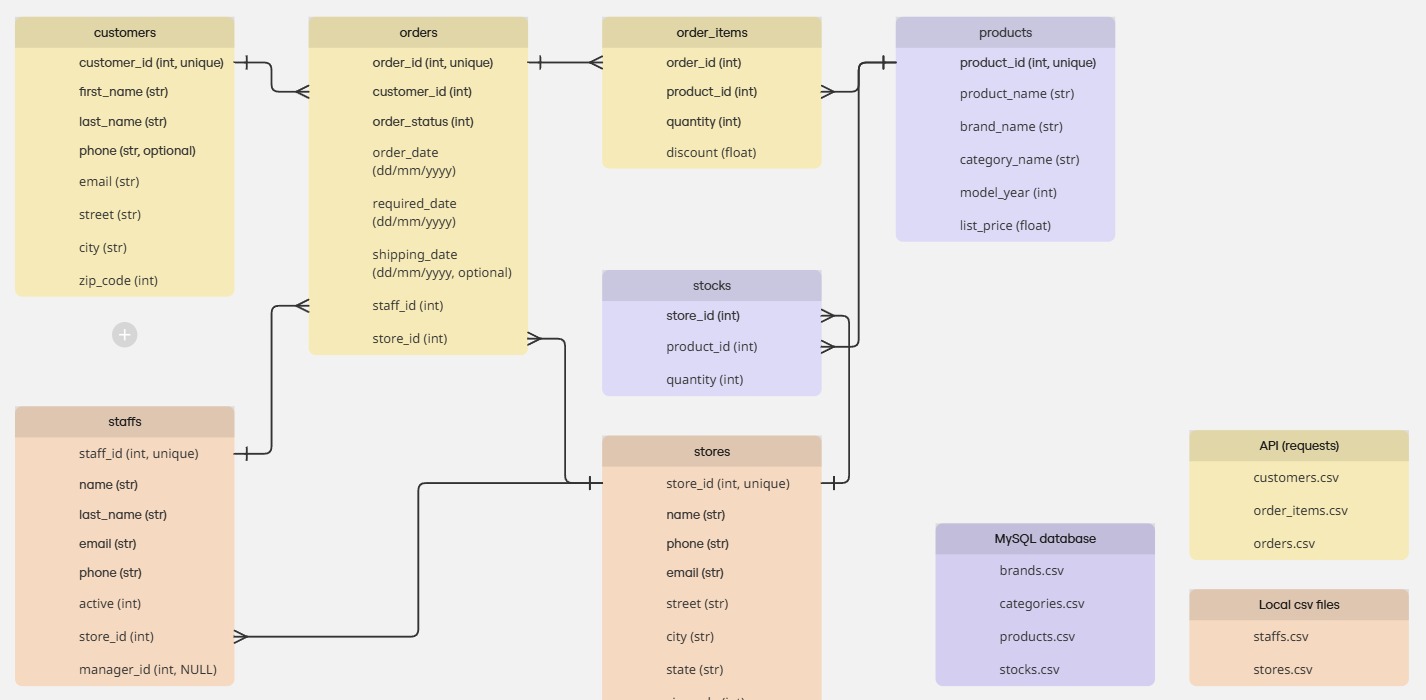 customers
customer_id (int, unique)
first_name (str)
last_name (str)
phone (str, optional)
email (str)
street (str)
city (str)
zip_code (int)
orders
order_id (int, unique)
customer_id (int)
order_status (int)
order_date
(dd/mm/yyyy)
required_date
(dd/mm/yyyy)
shipping_date
(dd/mm/yyyy, optional)
staff_id (int)
store_id (int)
order_items
order_id (int)
product_id (int)
quantity (int)
discount (float)
products
product_id (int, unique)
product_name (str)
brand_name (str)
category_name (str)
model_year (int)
list_price (float)
stocks
store_id (int)
product_id (int)
quantity (int)
staffs
staff_id (int, unique)
name (str)
last_name (str)
email (str)
phone (str)
active (int)
store_id (int)
manager_id (int, NULL)
stores
store_id (int, unique)
name (str)
phone (str)
email (str)
street (str)
city (str)
state (str)
MySQL database
brands.csv
categories.csv
products.csv
stocks.csv
API (requests)
customers.csv
order_items.csv
orders.csv
Local csv files
staffs.csv
stores.csv